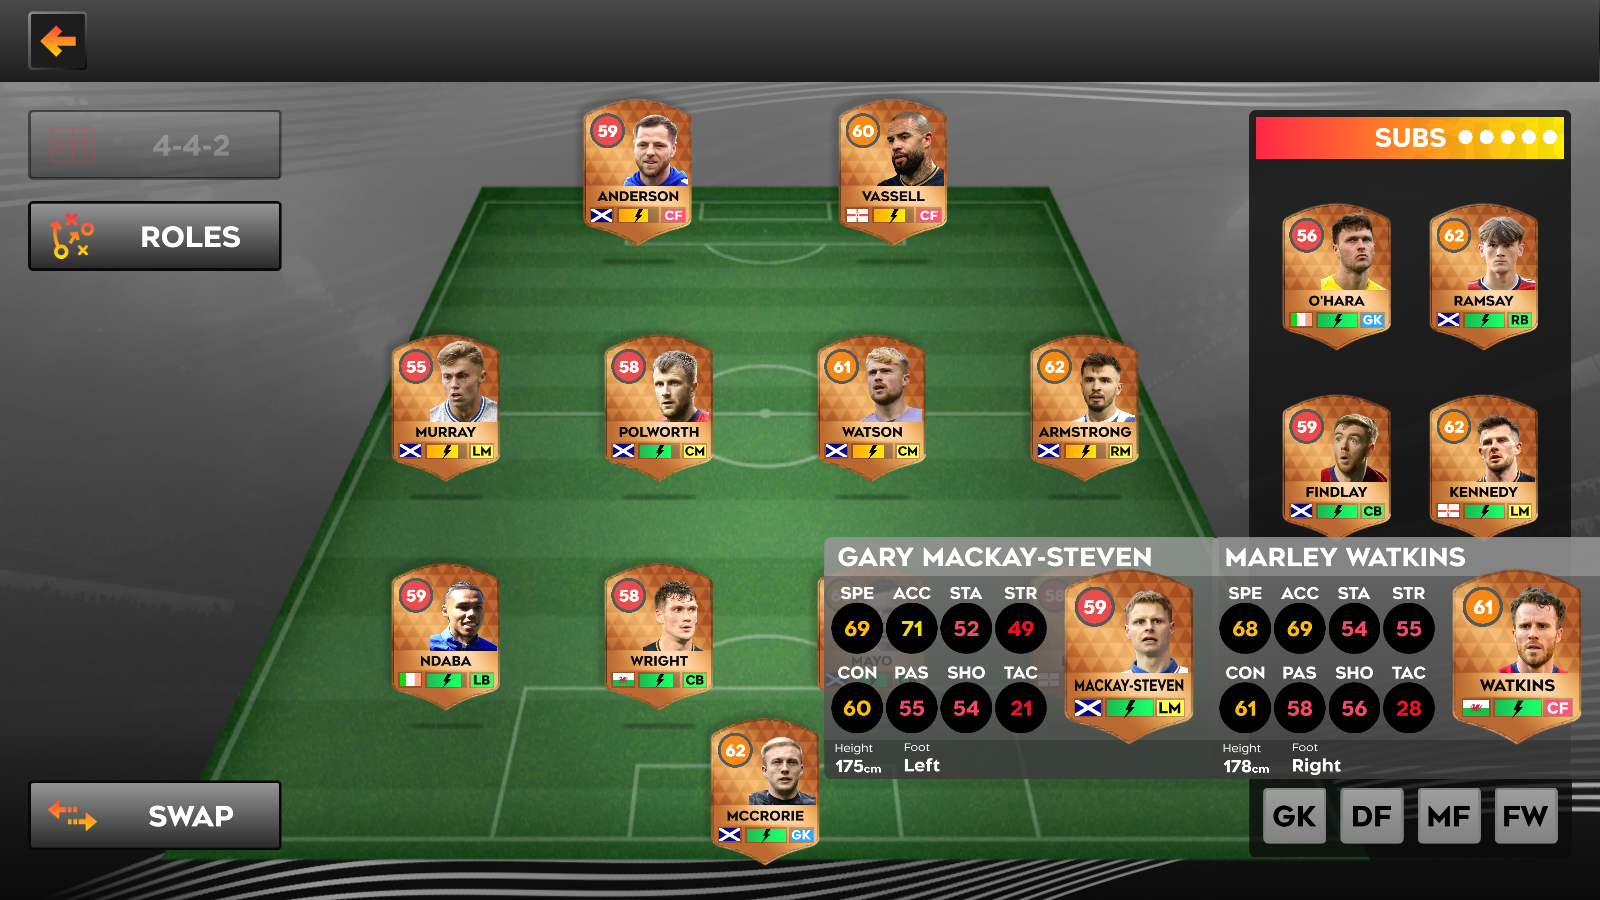 4-4-2
ROLES
59
ANDERSON
CF
60
VASSELL
CF
SUBS
56
O'HARA
GK
62
RAMSAY
RB
55
MURRAY
LM
58
POLWORTH
CM
61
WATSON
CM
62
ARMSTRONG
RM
59
FINDLAY
CB
62
KENNEDY
LM
59
NDABA
LB
58
WRIGHT
CB
MAYO
58
GARY MACKAY-STEVEN
SPE ACC STA STR
69 71 52 49
CON PAS SHO TAC
60 55 54 21
Height Foot
175cm Left
59
MACKAY-STEVEN
LM
MARLEY WATKINS
SPE ACC STA STR
68 69 54 55
CON PAS SHO TAC
61 58 56 28
Height Foot
178cm Right
61
WATKINS
CF
62
MCCRORIE
GK
SWAP
GK DF MF FW